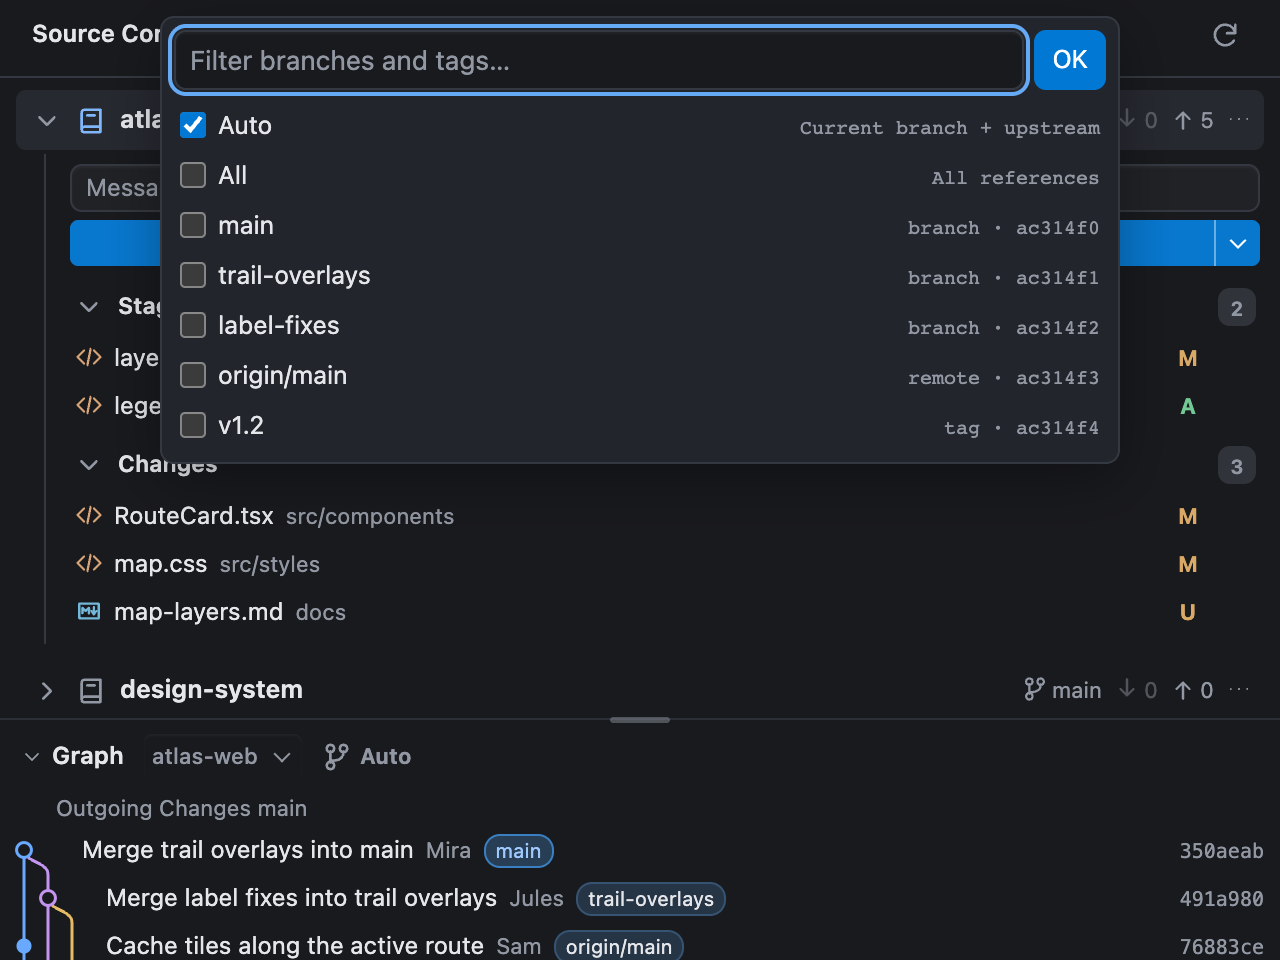 Source Con
Filter branches and tags...
OK
Auto Current branch + upstream
All All references
main branch · ac314f0
trail-overlays branch · ac314f1
label-fixes branch · ac314f2
origin/main remote · ac314f3
v1.2 tag · ac314f4
atla 0 5 ...
Messa
Stag 2
laye M
lege A
Changes 3
RouteCard.tsx src/components M
map.css src/styles M
map-layers.md docs U
design-system main 0 0 ...
Graph atlas-web Auto
Outgoing Changes main
Merge trail overlays into main Mira main 350aeab
Merge label fixes into trail overlays Jules trail-overlays 491a980
Cache tiles along the active route Sam origin/main 76883ce